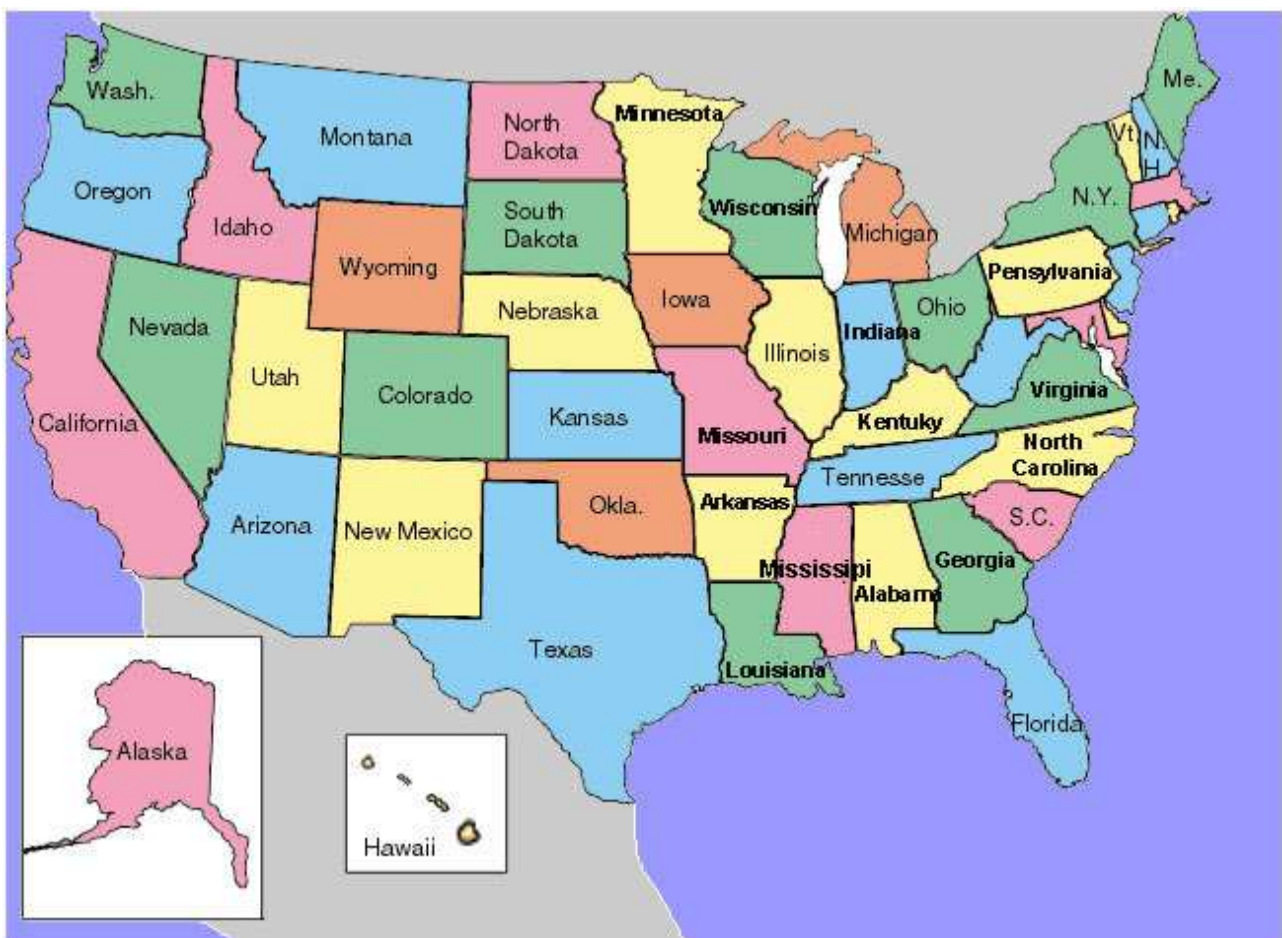 Wash.
Me.
Montana
North
Dakota
Minnesota
Vt.
N.
H
Oregon
Idaho
South
Dakota
Wisconsin
N.Y.
Michigan
Wyoming
Pensylvania
Iowa
Ohio
Nebraska
Nevada
Indiana
Illinois
Utah
Colorado
Virginia
California
Kansas
Missouri
Kentuky
North
Carolina
Tennesse
Arkansas
Okla.
S.C.
Arizona
New Mexico
Georgia
Mississipi
Alabama
Texas
Louisiana
Florida
Alaska
Hawaii